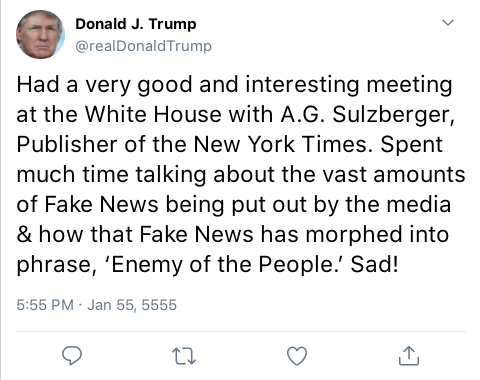 Donald J. Trump
@realDonaldTrump
Had a very good and interesting meeting
at the White House with A.G. Sulzberger,
Publisher of the New York Times. Spent
much time talking about the vast amounts
of Fake News being put out by the media
& how that Fake News has morphed into
phrase, ‘Enemy of the People.’ Sad!
5:55 PM · Jan 55, 5555